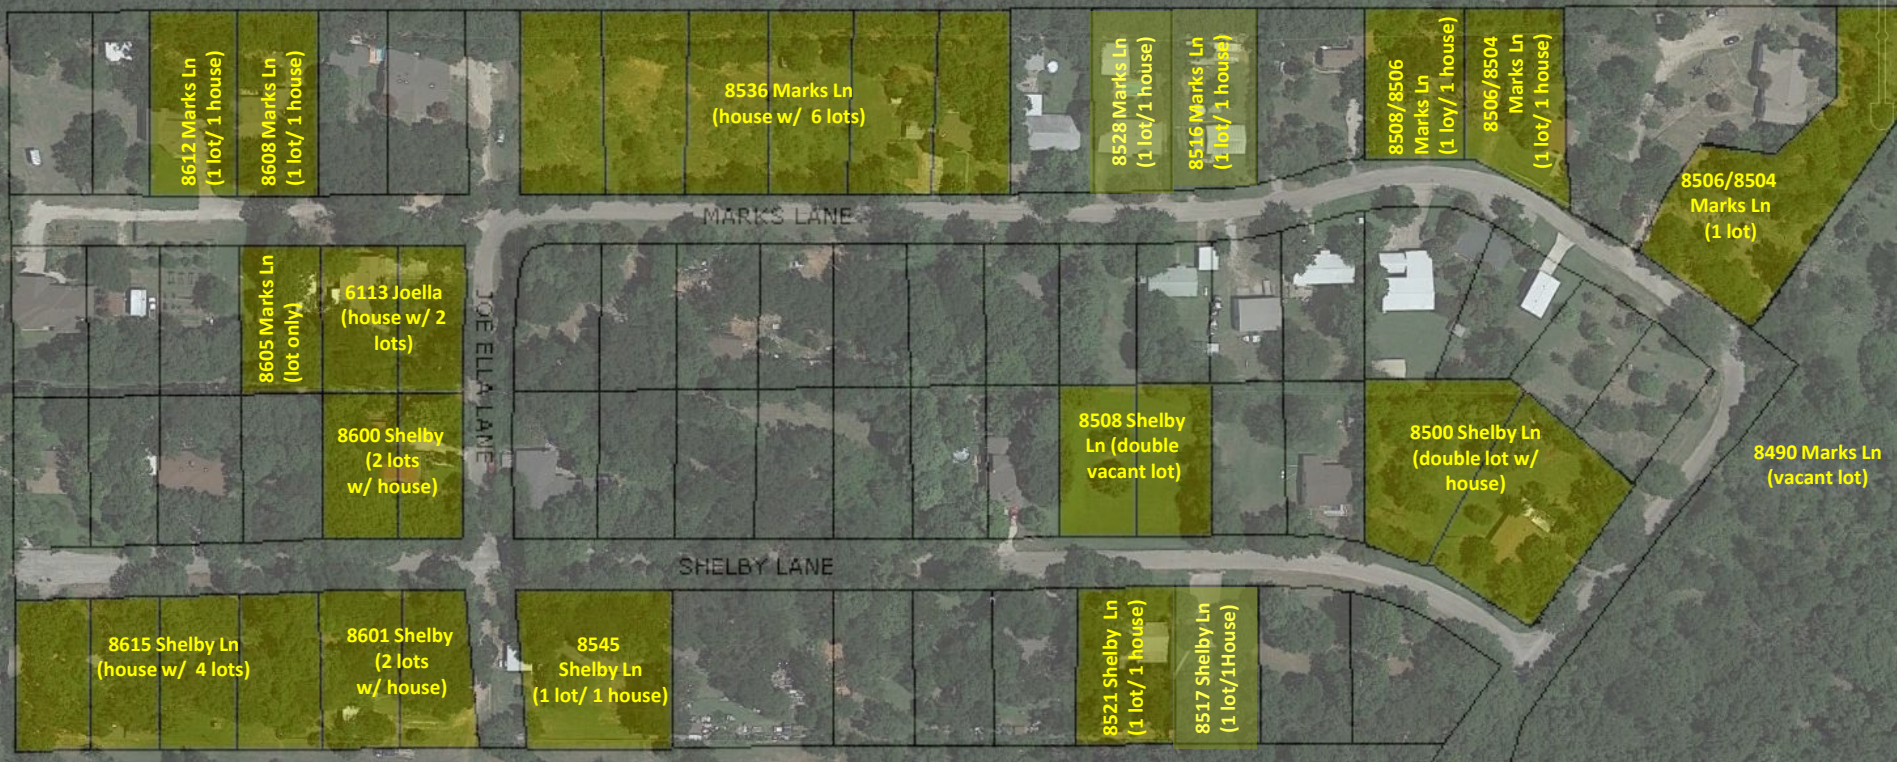 8612 Marks Ln
(1 lot/ 1 house)
8608 Marks Ln
(1 lot/ 1 house)
8536 Marks Ln
(house w/ 6 lots)
8528 Marks Ln
(1 lot/ 1 house)
8516 Marks Ln
(1 lot/ 1 house)
8508/8506
Marks Ln
(1 loy/ 1 house)
8506/8504
Marks Ln
(1 lot/ 1 house)
8506/8504
Marks Ln
(1 lot)
MARKS LANE
8605 Marks Ln
(lot only)
6113 Joella
(house w/ 2
lots)
JOE ELLA LANE
8600 Shelby
(2 lots
w/ house)
8508 Shelby
Ln (double
vacant lot)
8500 Shelby Ln
(double lot w/
house)
8490 Marks Ln
(vacant lot)
SHELBY LANE
8615 Shelby Ln
(house w/ 4 lots)
8601 Shelby
(2 lots
w/ house)
8545
Shelby Ln
(1 lot/ 1 house)
8521 Shelby Ln
(1 lot/ 1 house)
8517 Shelby Ln
(1 lot/1House)